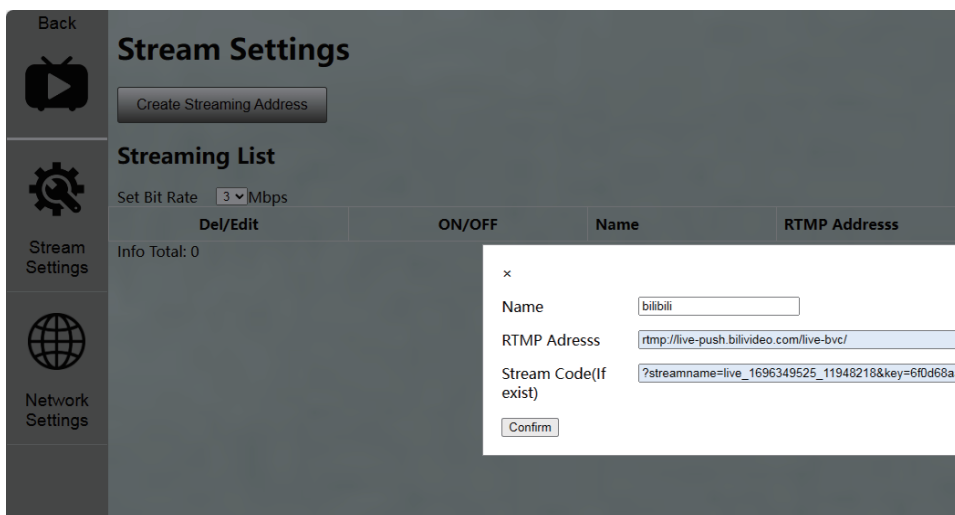 Back
Stream Settings
Create Streaming Address
Streaming List
Set Bit Rate 3 Mbps
Del/Edit ON/OFF Name RTMP Addresss
Info Total: 0
Stream
Settings
Network
Settings
×
Name bilibili
RTMP Adresss rtmp://live-push.bilivideo.com/live-bvc/
Stream Code(If
exist) ?streamname=live_1696349525_11948218&key=6f0d68a
Confirm